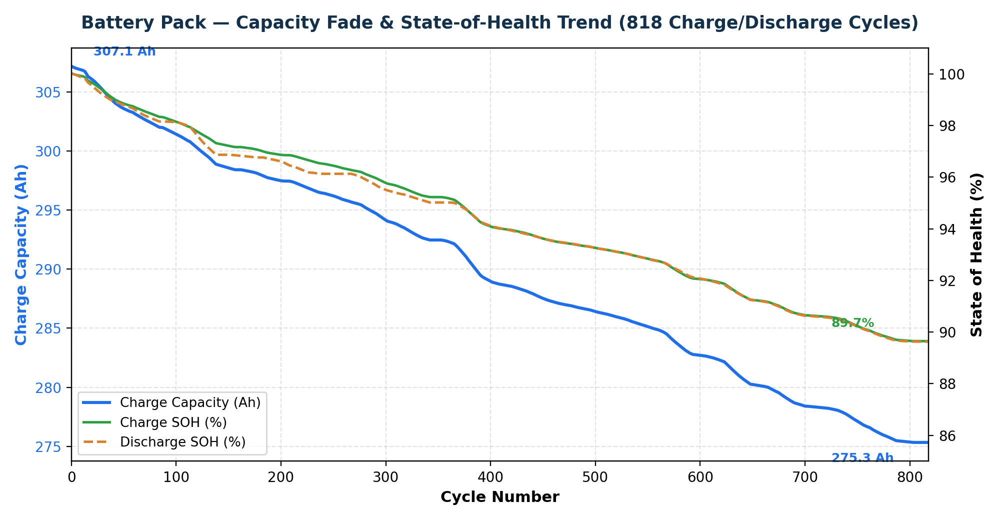 Battery Pack — Capacity Fade & State-of-Health Trend (818 Charge/Discharge Cycles)
307.1 Ah
Charge Capacity (Ah)
305
300
295
290
285
280
275
100
98
96
94
92
90
88
86
State of Health (%)
89.7%
275.3 Ah
Charge Capacity (Ah)
Charge SOH (%)
Discharge SOH (%)
0 100 200 300 400 500 600 700 800
Cycle Number